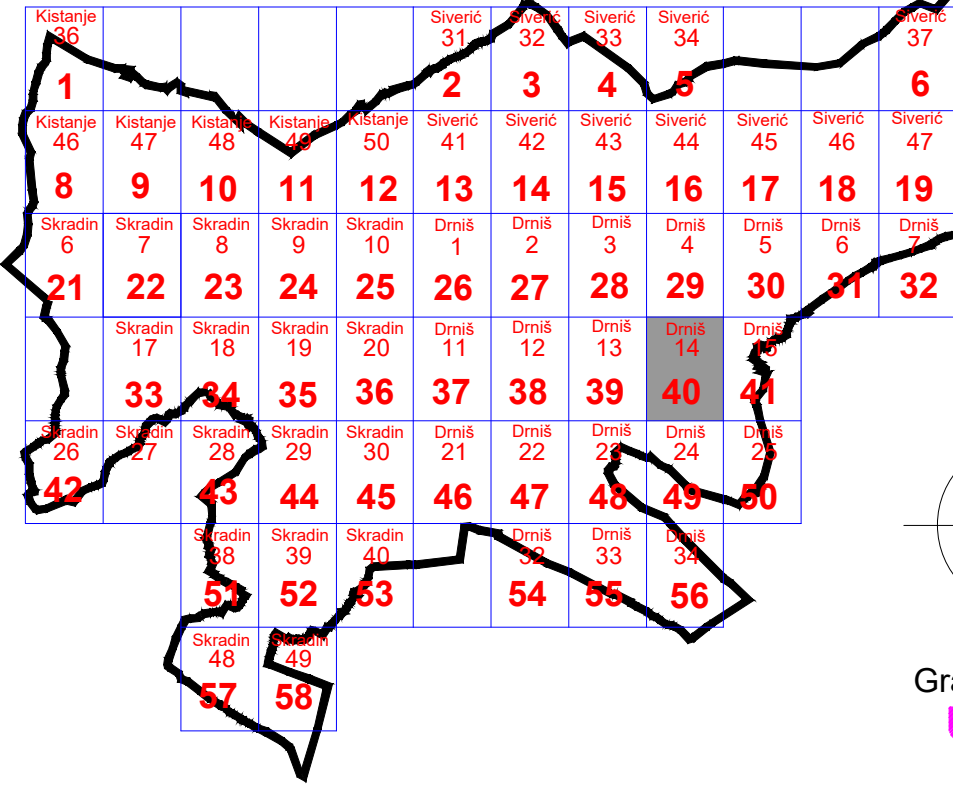 Kistanje Siverić Siverić Siverić Siverić Siverić
36 31 32 33 34 37
1 2 3 4 5 6
Kistanje Kistanje Kistanje Kistanje Kistanje Siverić Siverić Siverić Siverić Siverić Siverić Siverić
46 47 48 49 50 41 42 43 44 45 46 47
8 9 10 11 12 13 14 15 16 17 18 19
Skradin Skradin Skradin Skradin Skradin Drniš Drniš Drniš Drniš Drniš Drniš Drniš
6 7 8 9 10 1 2 3 4 5 6 7
21 22 23 24 25 26 27 28 29 30 31 32
Skradin Skradin Skradin Skradin Drniš Drniš Drniš Drniš Drniš
17 18 19 20 11 12 13 14 15
33 34 35 36 37 38 39 40 41
Skradin Skradin Skradin Skradin Skradin Drniš Drniš Drniš Drniš Drniš
26 27 28 29 30 21 22 23 24 25
42 43 44 45 46 47 48 49 50
Skradin Skradin Skradin Drniš Drniš Drniš
38 39 40 32 33 34
51 52 53 54 55 56
Skradin Skradin
48 49
57 58
Gra